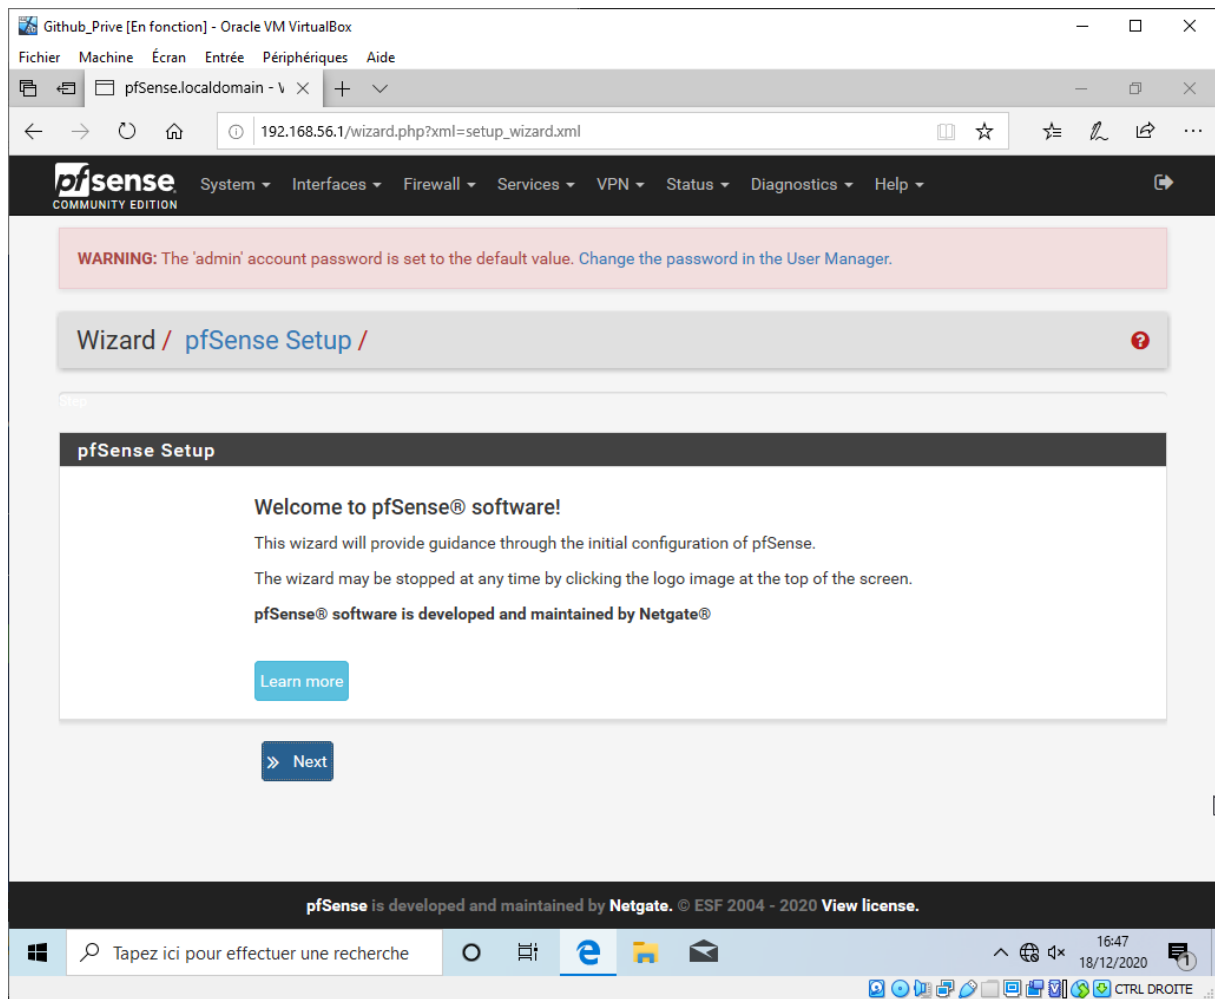 Github_Prive [En fonction] - Oracle VM VirtualBox
Fichier Machine Écran Entrée Périphériques Aide
pfSense.localdomain - V
192.168.56.1/wizard.php?xml=setup_wizard.xml
pfsense System Interfaces Firewall Services VPN Status Diagnostics Help
COMMUNITY EDITION
WARNING: The 'admin' account password is set to the default value. Change the password in the User Manager.
Wizard / pfSense Setup /
Step
pfSense Setup
Welcome to pfSense® software!
This wizard will provide guidance through the initial configuration of pfSense.
The wizard may be stopped at any time by clicking the logo image at the top of the screen.
pfSense® software is developed and maintained by Netgate®
Learn more
Next
pfSense is developed and maintained by Netgate. © ESF 2004 - 2020 View license.
Tapez ici pour effectuer une recherche
16:47
18/12/2020
1
CTRL DROITE